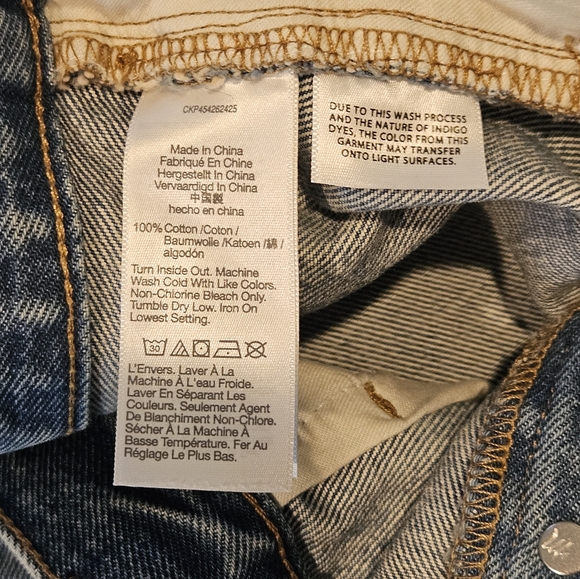 CKP454262425
Made In China
Fabriqué En Chine
Hergestellt In China
Vervaardigd In China
中国製
hecho en china
100% Cotton /Coton/
Baumwolle /Katoen /綿 /
algodón
Turn Inside Out. Machine
Wash Cold With Like Colors.
Non-Chlorine Bleach Only.
Tumble Dry Low. Iron On
Lowest Setting.
30
L'Envers. Laver À La
Machine À L'eau Froide.
Laver En Séparant Les
Couleurs. Seulement Agent
De Blanchiment Non-Chlore.
Sécher À La Machine À
Basse Température. Fer Au
Réglage Le Plus Bas.
DUE TO THIS WASH PROCESS
AND THE NATURE OF INDIGO
DYES, THE COLOR FROM THIS
GARMENT MAY TRANSFER
ONTO LIGHT SURFACES.